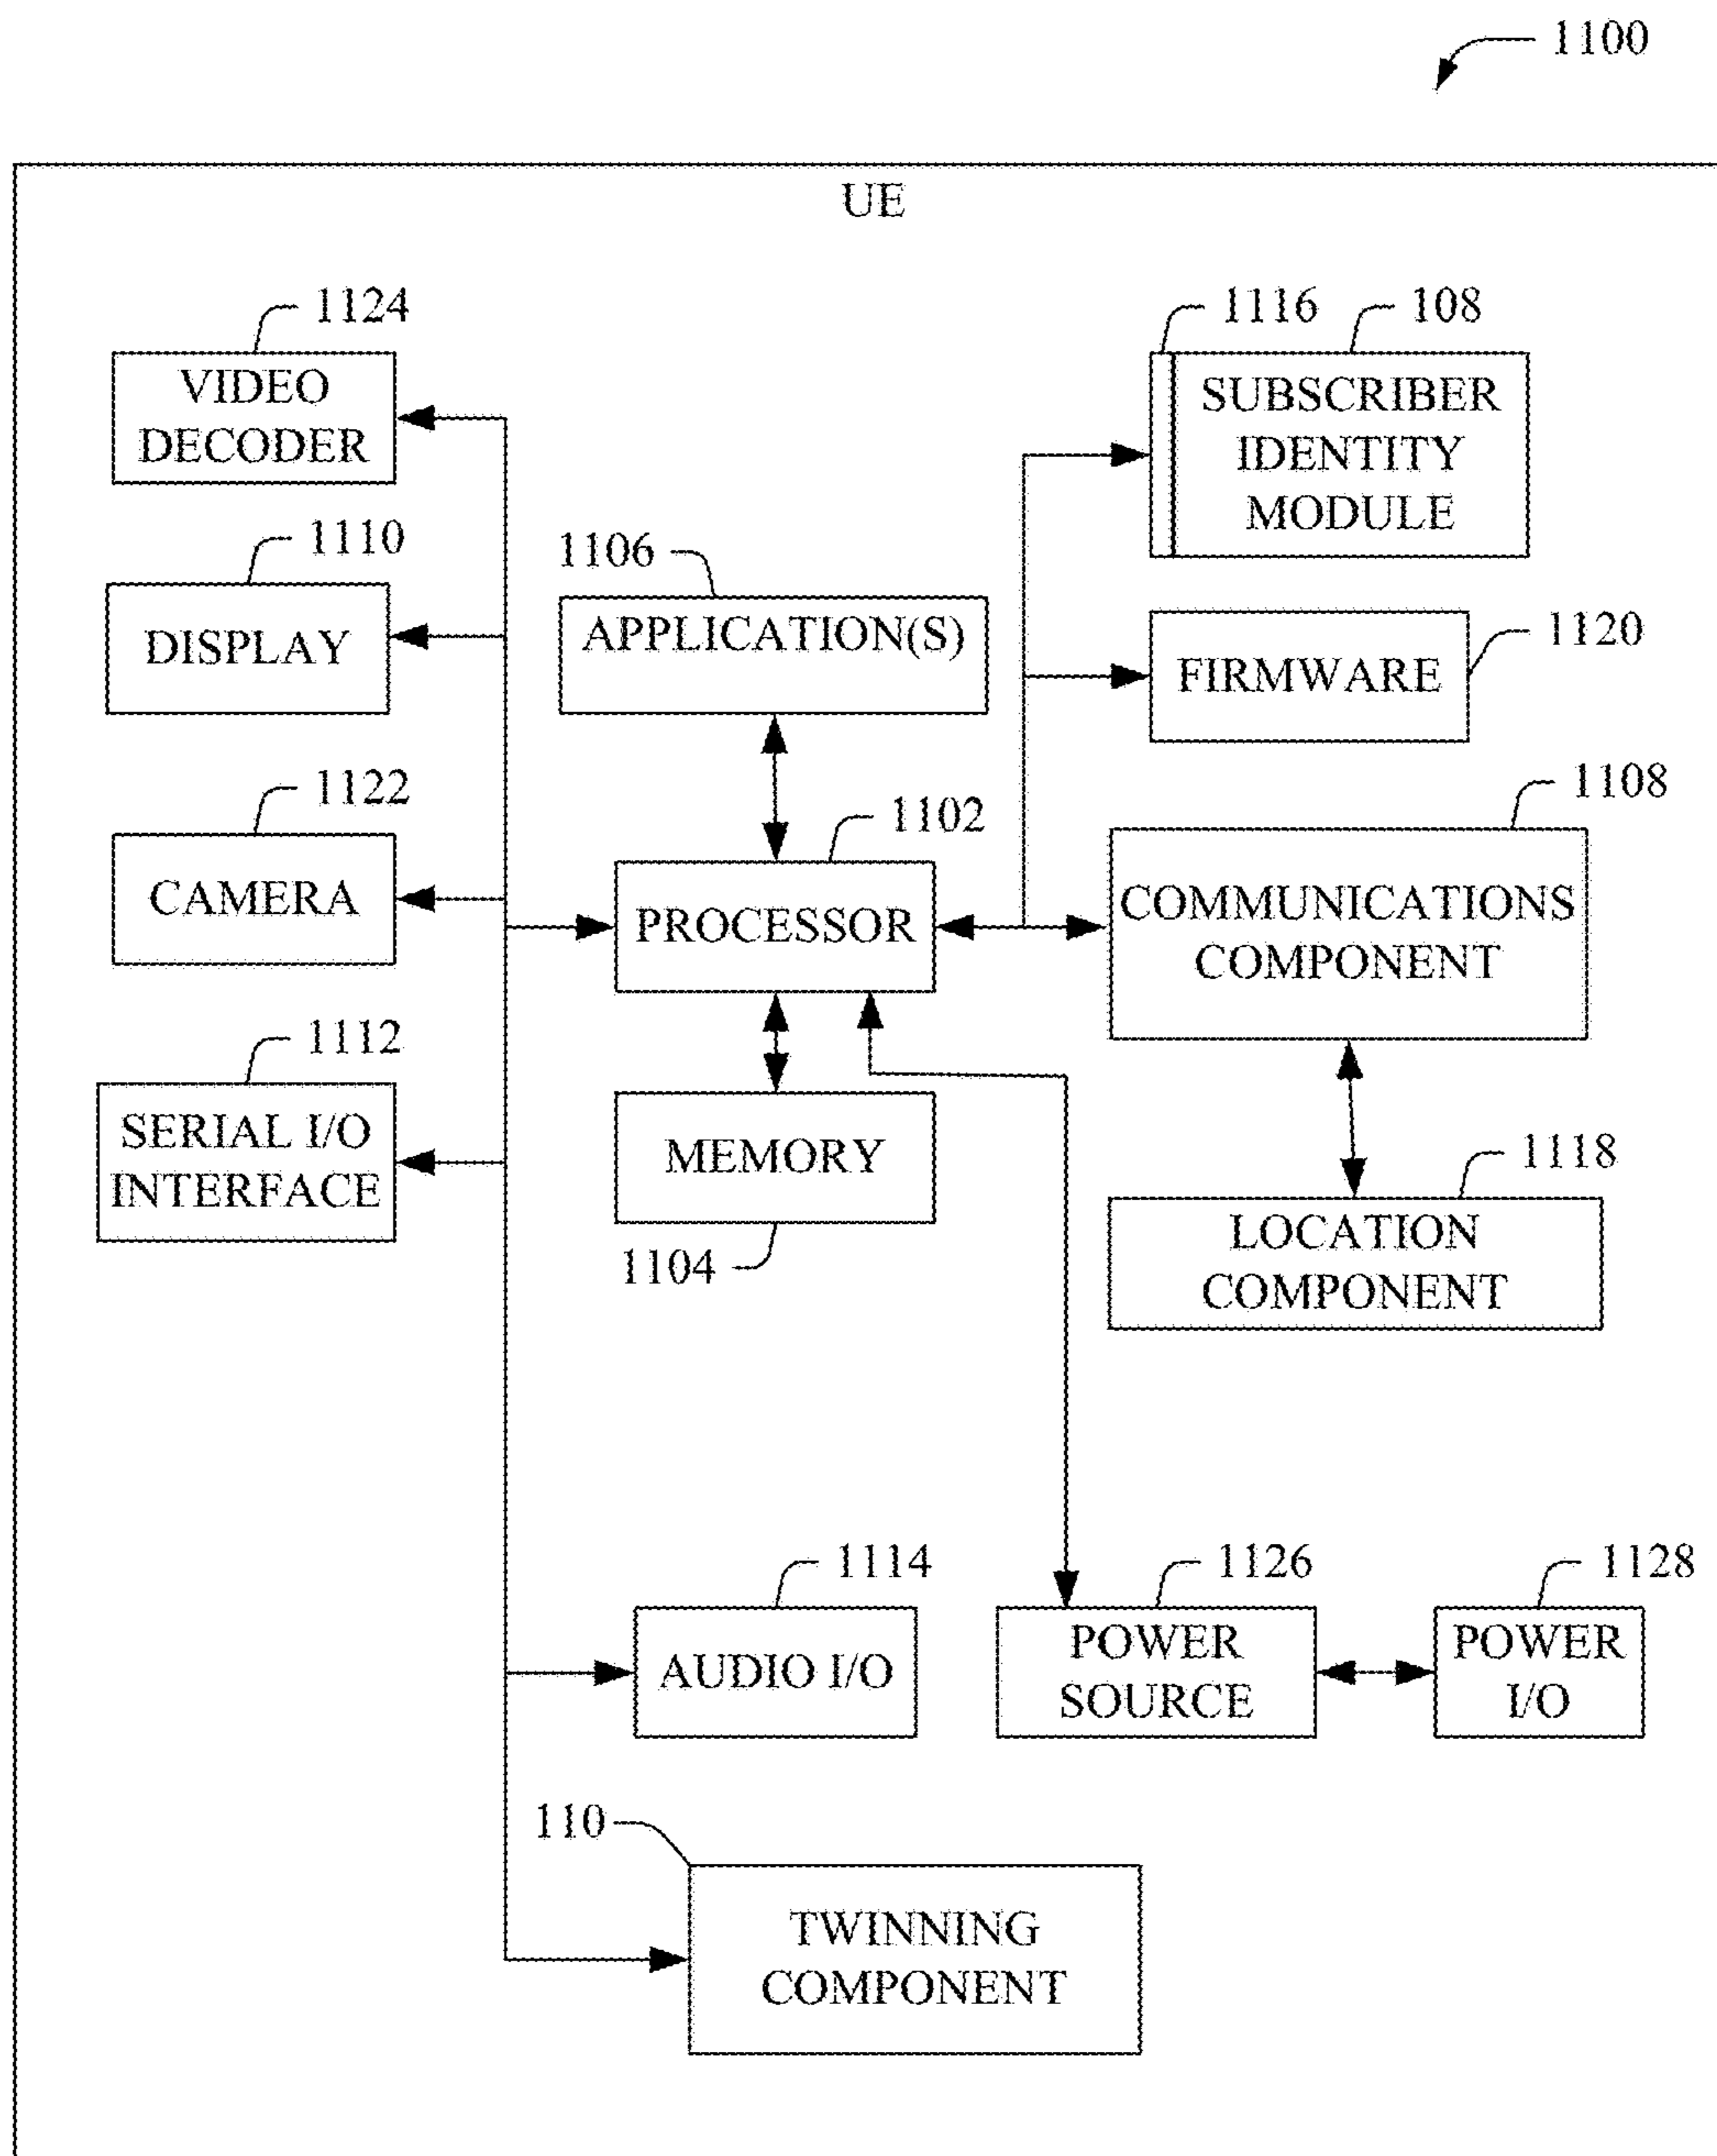 1100
UE
1124
VIDEO
DECODER
1116
108
SUBSCRIBER
IDENTITY
MODULE
1110
DISPLAY
1106
APPLICATION(S)
1120
FIRMWARE
1122
CAMERA
1102
PROCESSOR
1108
COMMUNICATIONS
COMPONENT
1112
SERIAL I/O
INTERFACE
MEMORY
1104
1118
LOCATION
COMPONENT
1114
AUDIO I/O
1126
POWER
SOURCE
1128
POWER
I/O
110
TWINNING
COMPONENT